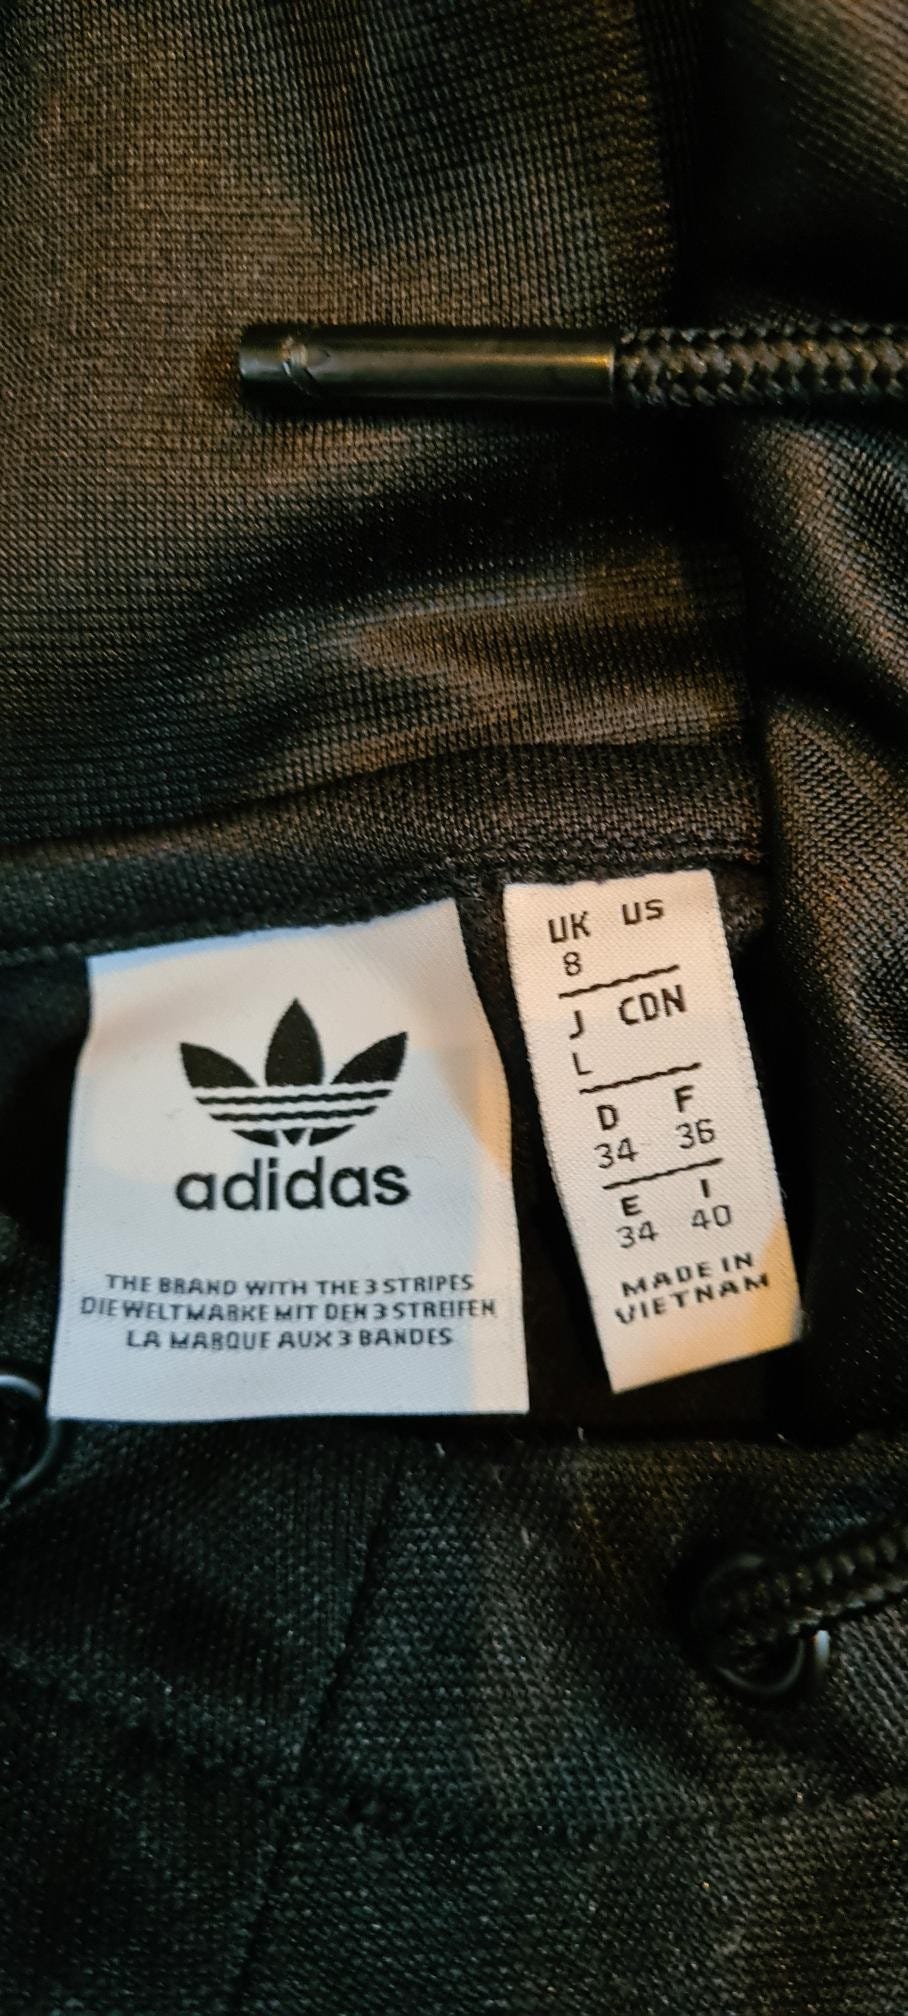 adidas
THE BRAND WITH THE 3 STRIPES
DIE WELTMARKE MIT DEN 3 STREIFEN
LA MARQUE AUX 3 BANDES
UK US
8
J CDN
L
D F
34 36
E I
34 40
MADE IN
VIETNAM